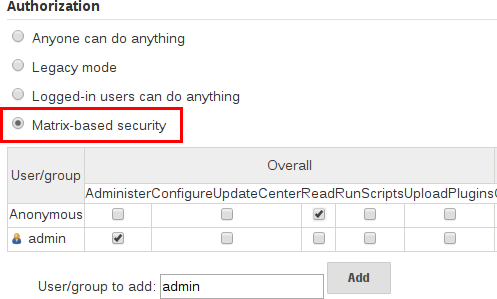 Authorization
Anyone can do anything
Legacy mode
Logged-in users can do anything
Matrix-based security
User/group Overall
Administer ConfigureUpdateCenter Read RunScripts UploadPlugins
Anonymous
admin
User/group to add: admin Add